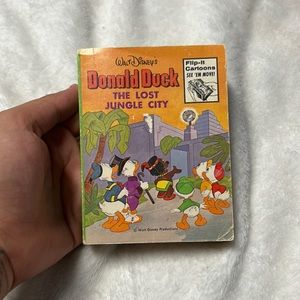 Walt Disney's
Donald Duck
THE LOST
JUNGLE CITY
Flip-It
Cartoons
SEE 'EM MOVE!
© Walt Disney Productions